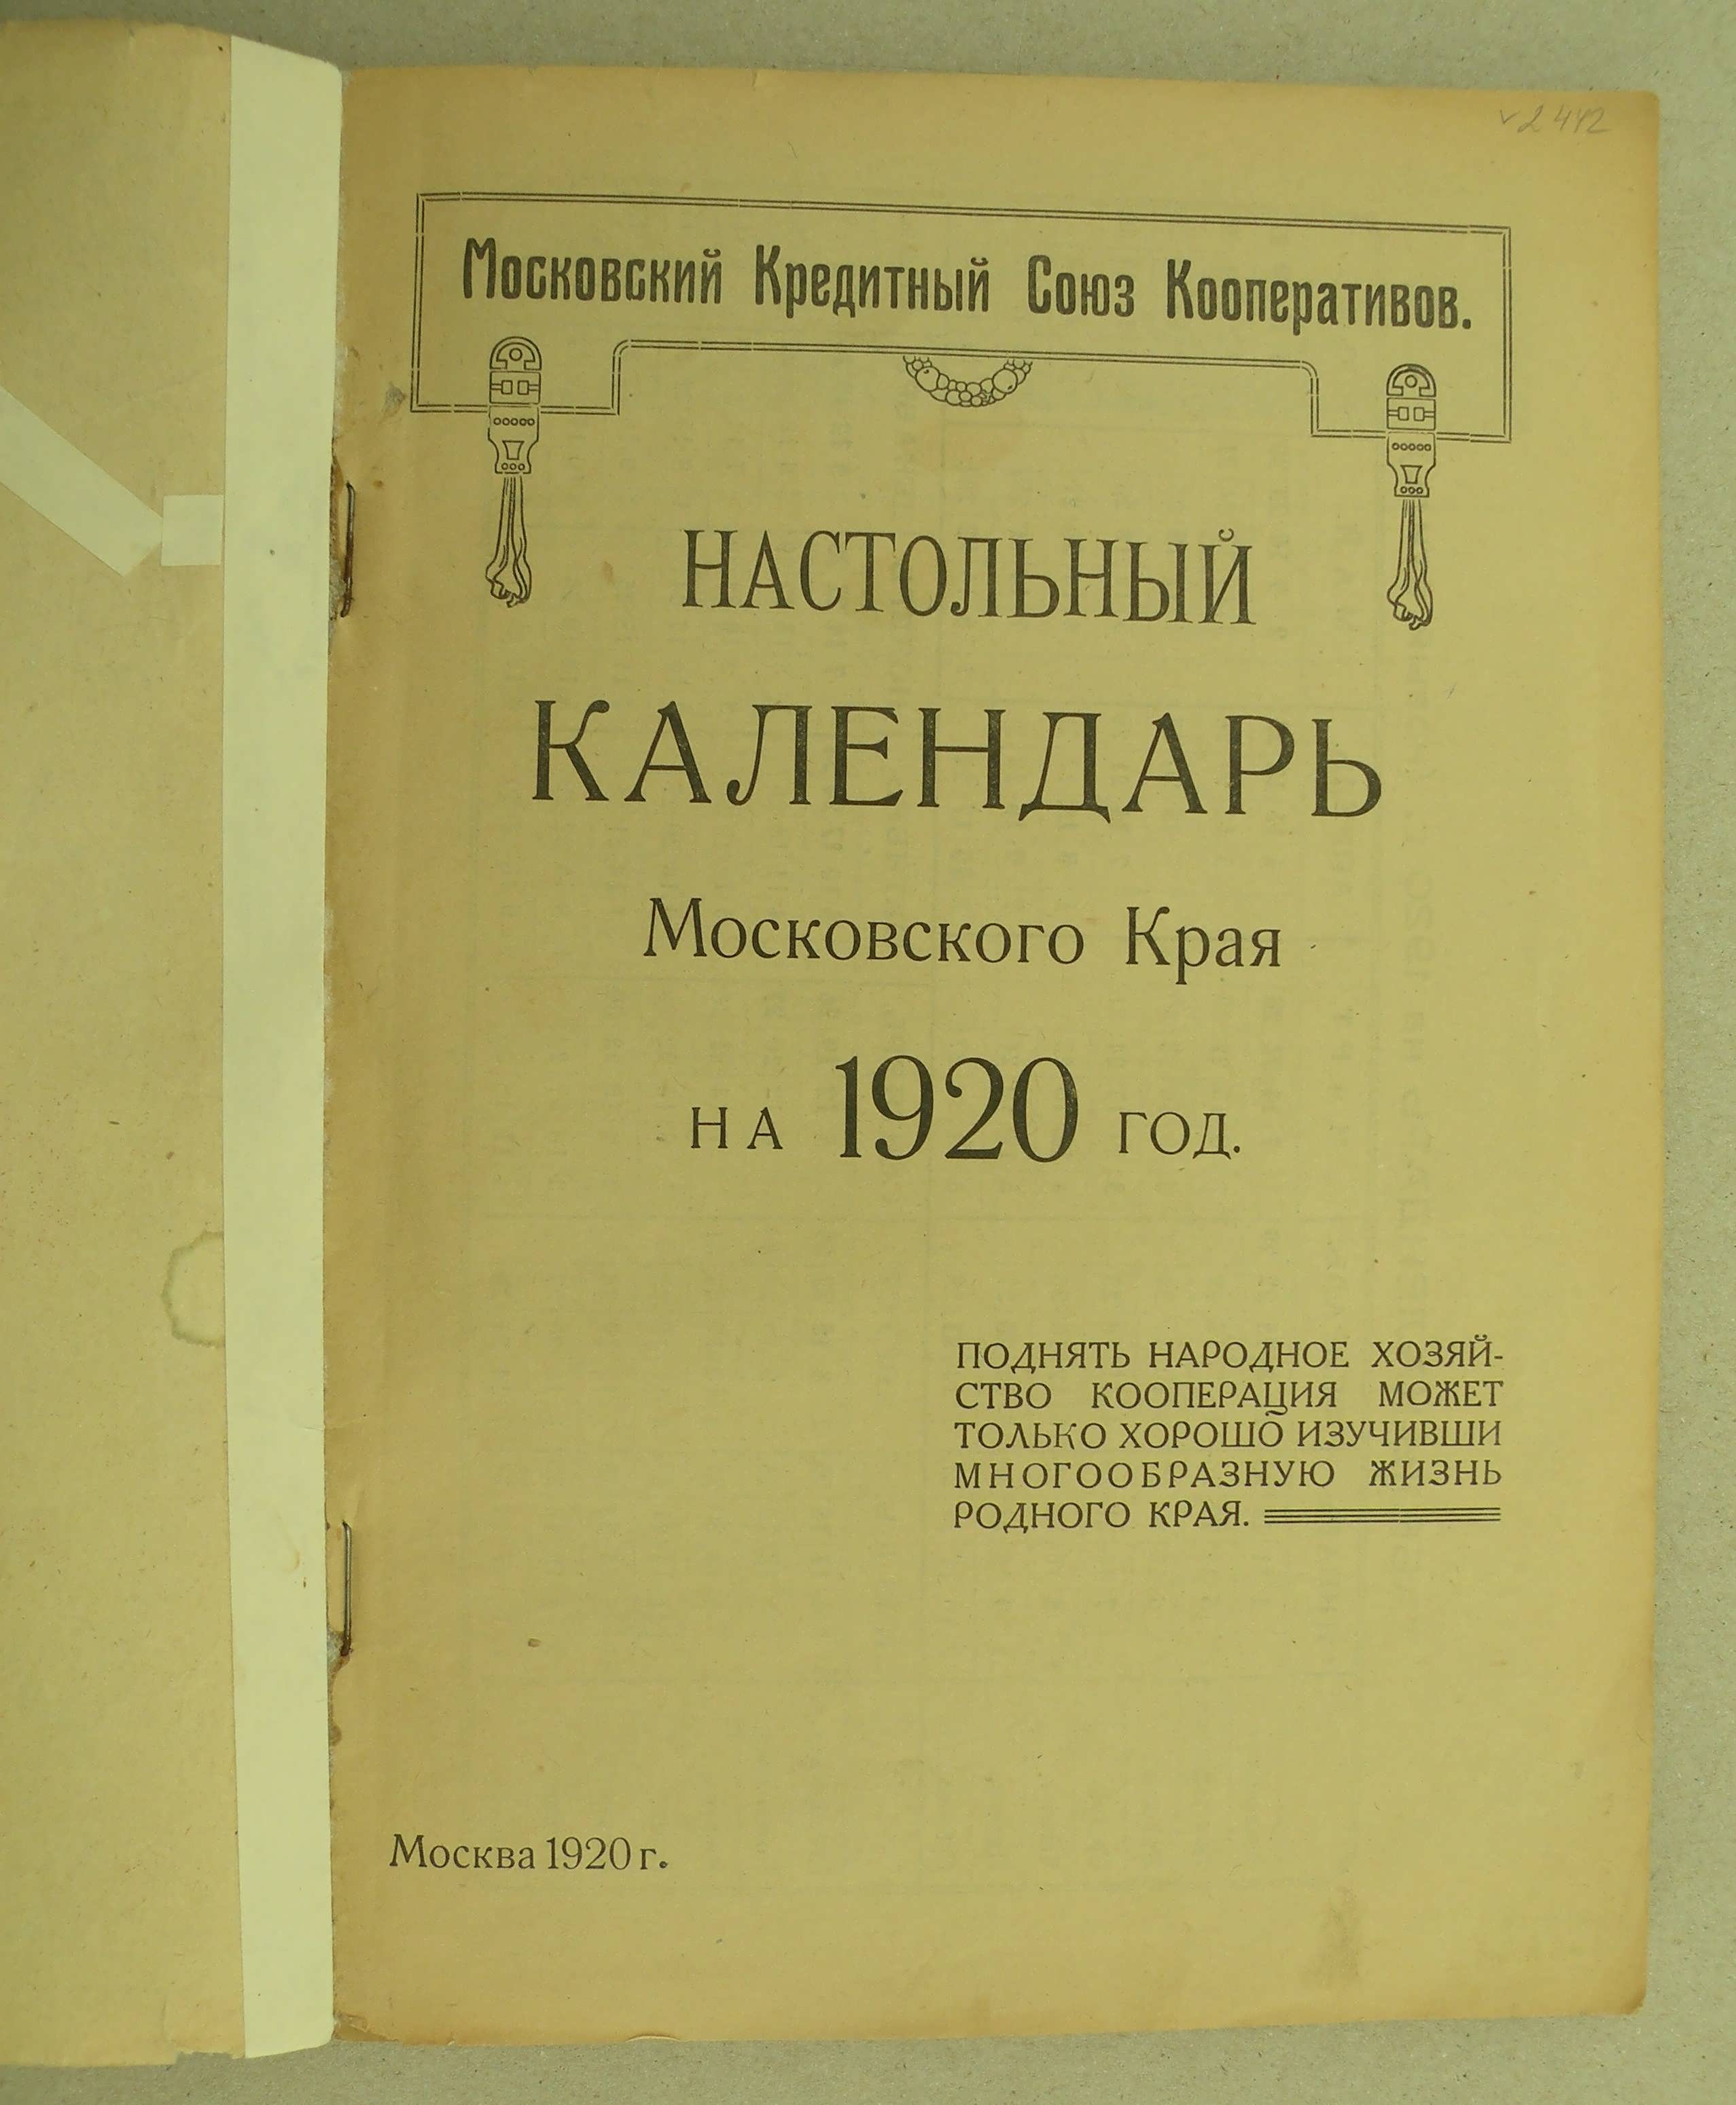 v2442
Московский Кредитный Союз Кооперативов.
НАСТОЛЬНЫЙ
КАЛЕНДАРЬ
Московского Края
НА 1920 ГОД.
ПОДНЯТЬ НАРОДНОЕ ХОЗЯЙ-
СТВО КООПЕРАЦИЯ МОЖЕТ
ТОЛЬКО ХОРОШО ИЗУЧИВШИ
МНОГООБРАЗНУЮ ЖИЗНЬ
РОДНОГО КРАЯ.
Москва 1920 г.